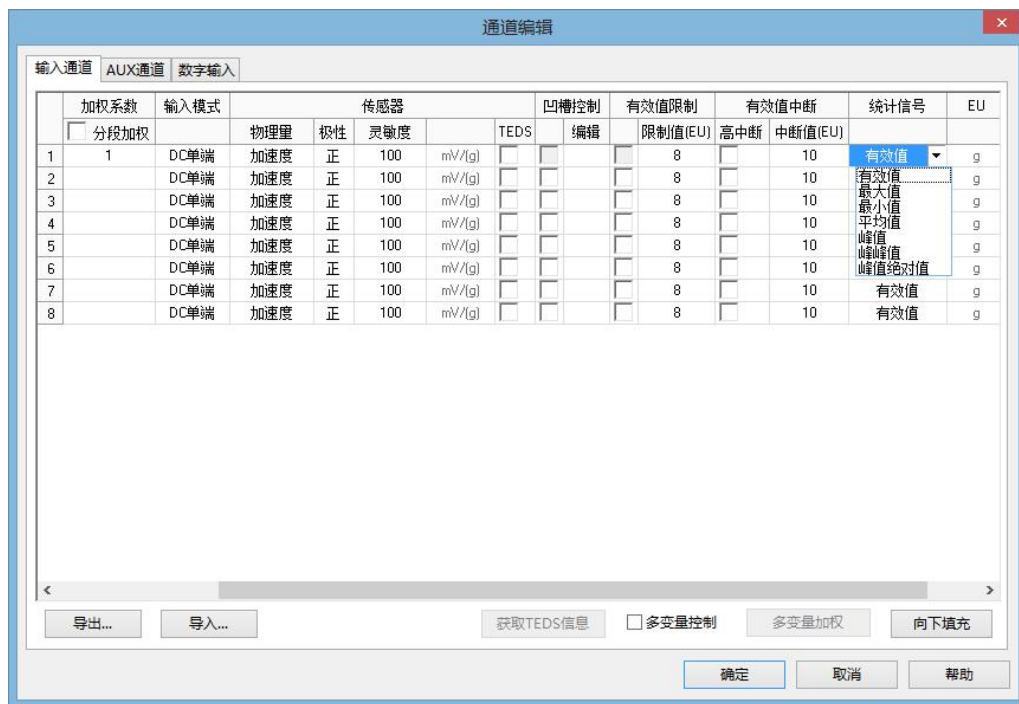 通道编辑
输入通道 AUX通道 数字输入
加权系数 输入模式 传感器 凹槽控制 有效值限制 有效值中断 统计信号 EU
分段加权 物理量 极性 灵敏度 TEDS 编辑 限制值(EU) 高中断 中断值(EU)
1 1 DC单端 加速度 正 100 mV/(g) 8 10 有效值 g
2 DC单端 加速度 正 100 mV/(g) 8 10 有效值 g
最大值
3 DC单端 加速度 正 100 mV/(g) 8 10 最小值 g
4 DC单端 加速度 正 100 mV/(g) 8 10 平均值 g
5 DC单端 加速度 正 100 mV/(g) 8 10 峰值 g
峰峰值
6 DC单端 加速度 正 100 mV/(g) 8 10 峰值绝对值 g
7 DC单端 加速度 正 100 mV/(g) 8 10 有效值 g
8 DC单端 加速度 正 100 mV/(g) 8 10 有效值 g
导出... 导入... 获取TEDS信息 多变量控制 多变量加权 向下填充
确定 取消 帮助